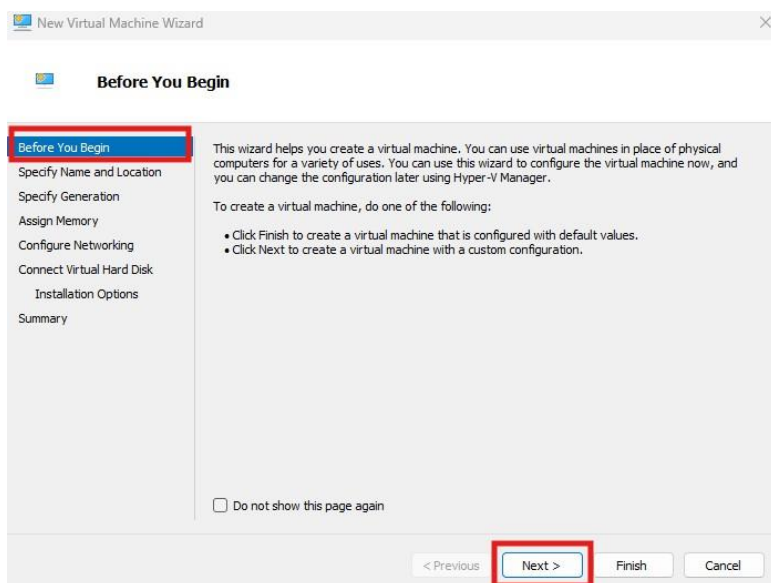 New Virtual Machine Wizard
Before You Begin
Before You Begin
Specify Name and Location
Specify Generation
Assign Memory
Configure Networking
Connect Virtual Hard Disk
Installation Options
Summary
This wizard helps you create a virtual machine. You can use virtual machines in place of physical
computers for a variety of uses. You can use this wizard to configure the virtual machine now, and
you can change the configuration later using Hyper-V Manager.
To create a virtual machine, do one of the following:
• Click Finish to create a virtual machine that is configured with default values.
• Click Next to create a virtual machine with a custom configuration.
Do not show this page again
< Previous
Next >
Finish
Cancel